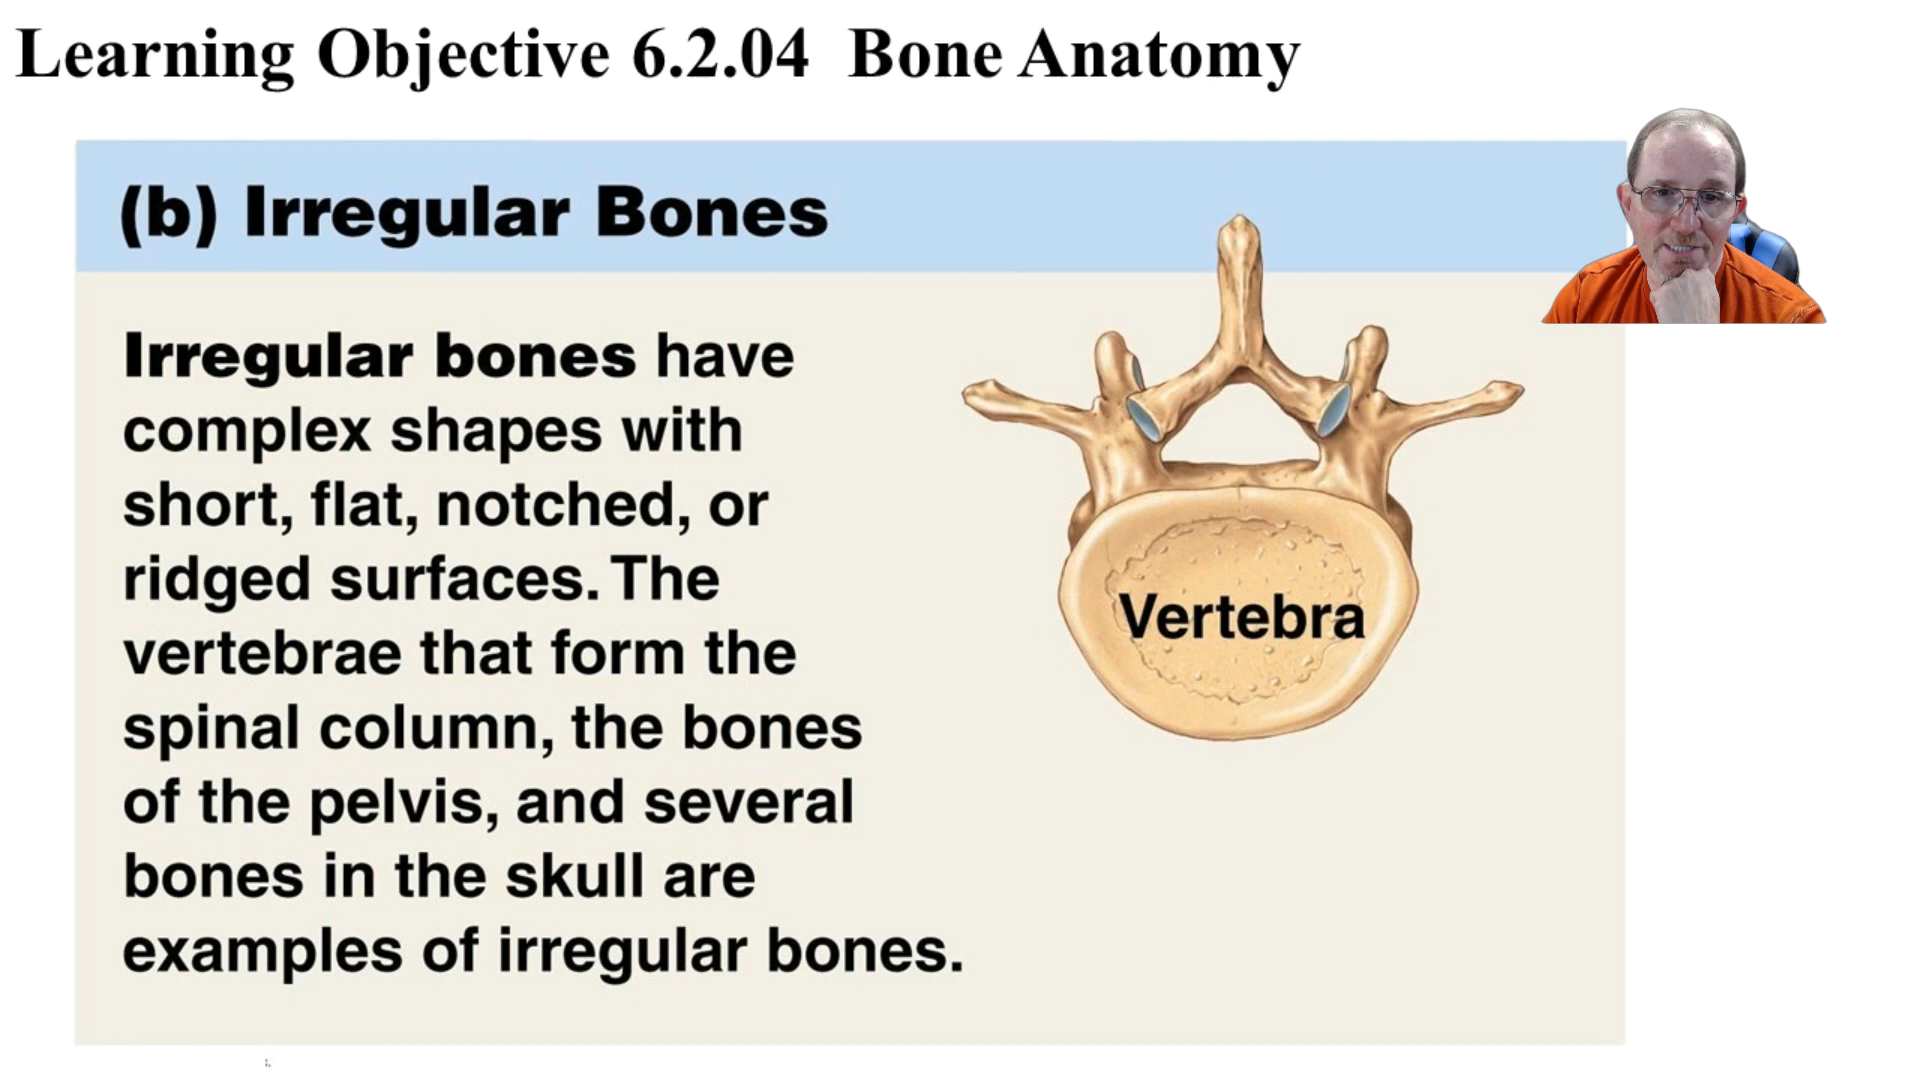 Learning Objective 6.2.04 Bone Anatomy
(b) Irregular Bones
Irregular bones have
complex shapes with
short, flat, notched, or
ridged surfaces. The
vertebrae that form the
spinal column, the bones
of the pelvis, and several
bones in the skull are
examples of irregular bones.
Vertebra